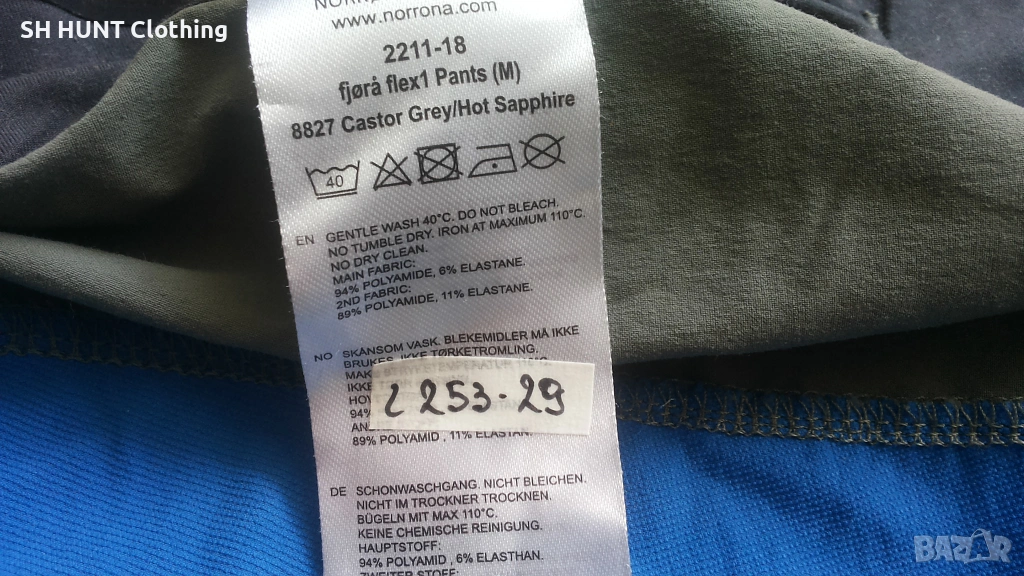 SH HUNT Clothing
www.norrona.com
2211-18
fjørå flex1 Pants (M)
8827 Castor Grey/Hot Sapphire
40
EN GENTLE WASH 40°C. DO NOT BLEACH.
NO TUMBLE DRY. IRON AT MAXIMUM 110°C.
NO DRY CLEAN.
MAIN FABRIC:
94% POLYAMIDE, 6% ELASTANE.
2ND FABRIC:
89% POLYAMIDE, 11% ELASTANE.
NO SKÅNSOM VASK. BLEKEMIDLER MÅ IKKE
BRUKES. IKKE TØRKETROMLING.
253-29
89% POLYAMID, 11% ELASTAN.
DE SCHONWASCHGANG. NICHT BLEICHEN.
NICHT IM TROCKNER TROCKNEN.
BÜGELN MIT MAX 110°C.
KEINE CHEMISCHE REINIGUNG.
HAUPTSTOFF:
94% POLYAMID, 6% ELASTHAN.
ZWEITER STOFF:
BAZAR